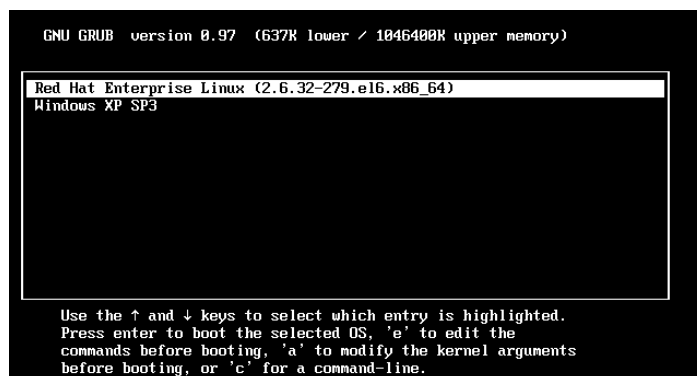 GNU GRUB  version 0.97  (637K lower / 1046400K upper memory)
Red Hat Enterprise Linux (2.6.32-279.el6.x86_64)
Windows XP SP3
Use the ↑ and ↓ keys to select which entry is highlighted.
Press enter to boot the selected OS, 'e' to edit the
commands before booting, 'a' to modify the kernel arguments
before booting, or 'c' for a command-line.